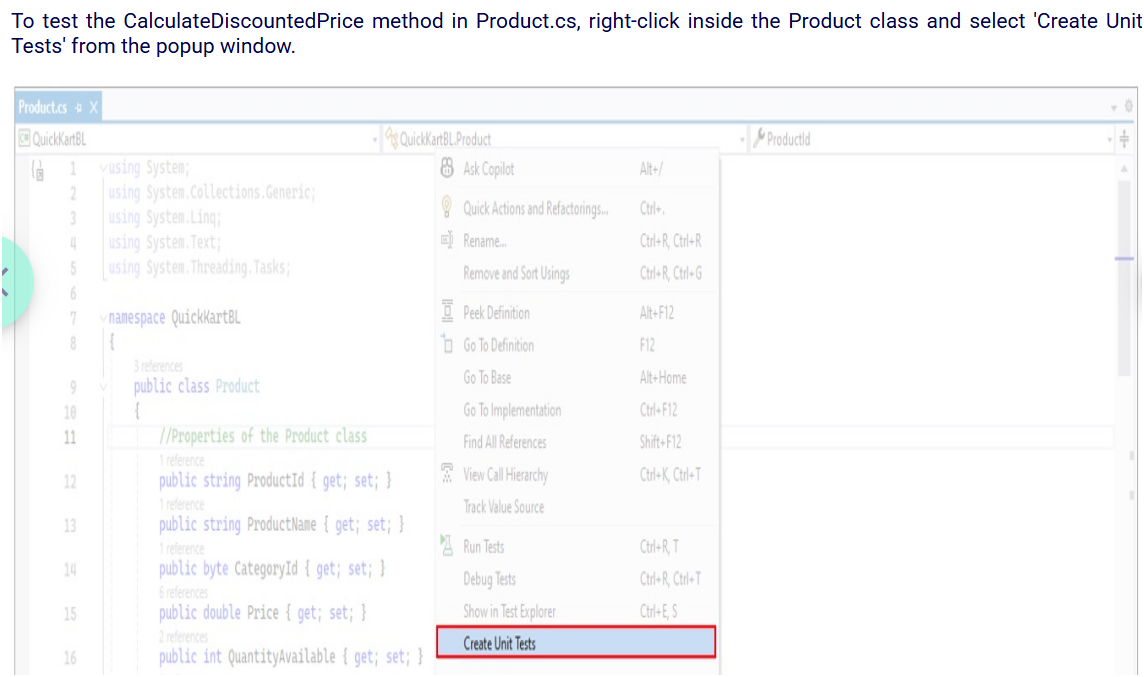 To test the CalculateDiscountedPrice method in Product.cs, right-click inside the Product class and select 'Create Unit
Tests' from the popup window.
Product.cs
QuickKartBL
QuickKartBL.Product
ProductId
1 using System;
2 using System.Collections.Generic;
3 using System.Linq;
4 using System.Text;
5 using System.Threading.Tasks;
6
7 namespace QuickKartBL
8 {
3 references
9 public class Product
10 {
11 //Properties of the Product class
1 reference
12 public string ProductId { get; set; }
1 reference
13 public string ProductName { get; set; }
1 reference
14 public byte CategoryId { get; set; }
6 references
15 public double Price { get; set; }
2 references
16 public int QuantityAvailable { get; set; }
Ask Copilot Alt+/
Quick Actions and Refactorings... Ctrl+.
Rename... Ctrl+R, Ctrl+R
Remove and Sort Usings Ctrl+R, Ctrl+G
Peek Definition Alt+F12
Go To Definition F12
Go To Base Alt+Home
Go To Implementation Ctrl+F12
Find All References Shift+F12
View Call Hierarchy Ctrl+K, Ctrl+T
Track Value Source
Run Tests Ctrl+R, T
Debug Tests Ctrl+R, Ctrl+T
Show in Test Explorer Ctrl+E, S
Create Unit Tests